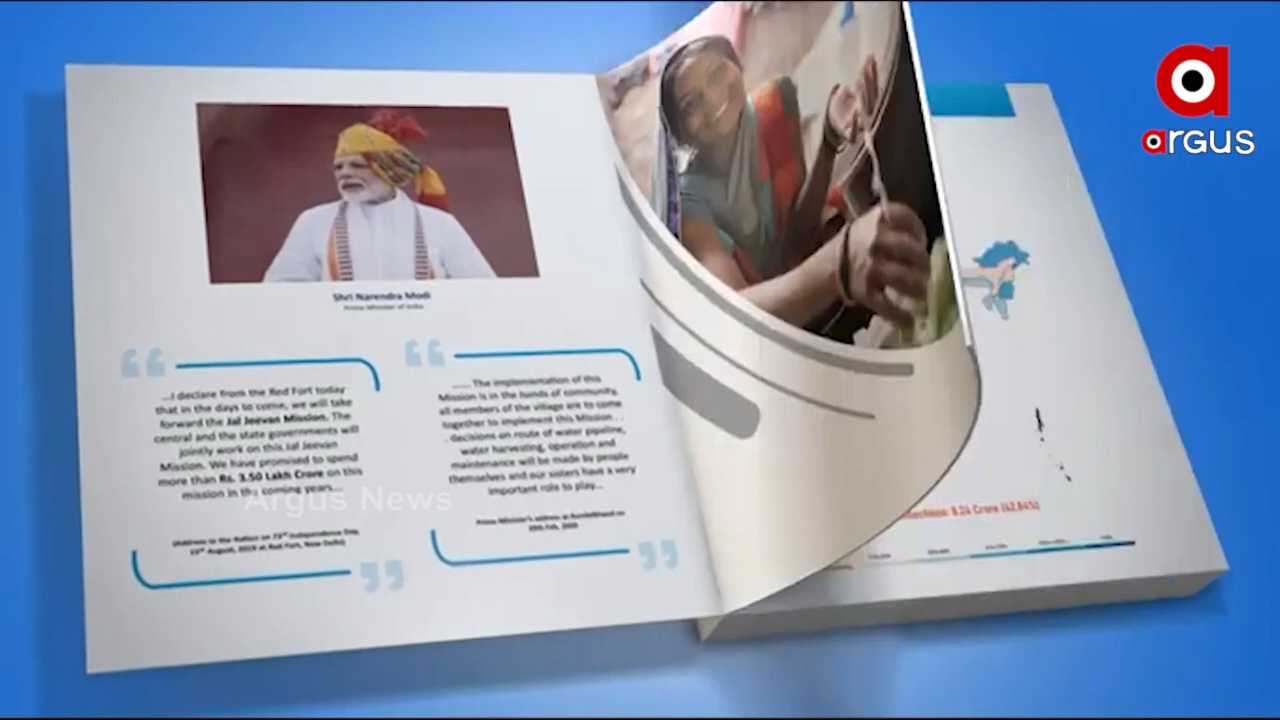 argus
Shri Narendra Modi
Prime Minister of India
...I declare from the Red Fort today
that in the days to come, we will take
forward the Jal Jeevan Mission. The
central and the state governments will
jointly work on this Jal Jeevan
Mission. We have promised to spend
more than Rs. 3.50 Lakh Crore on this
mission in the coming years...
(Address to the Nation on 73rd Independence Day,
15th August, 2019 at Red Fort, New Delhi)
...... The implementation of this
Mission is in the hands of community,
all members of the village are to come
together to implement this Mission . .
. decisions on route of water pipeline,
water harvesting, operation and
maintenance will be made by people
themselves and our sisters have a very
important role to play...
Prime Minister's address at Bundelkhand on
Feb, 2020
Argus News
8.24 Crore (42.84%)